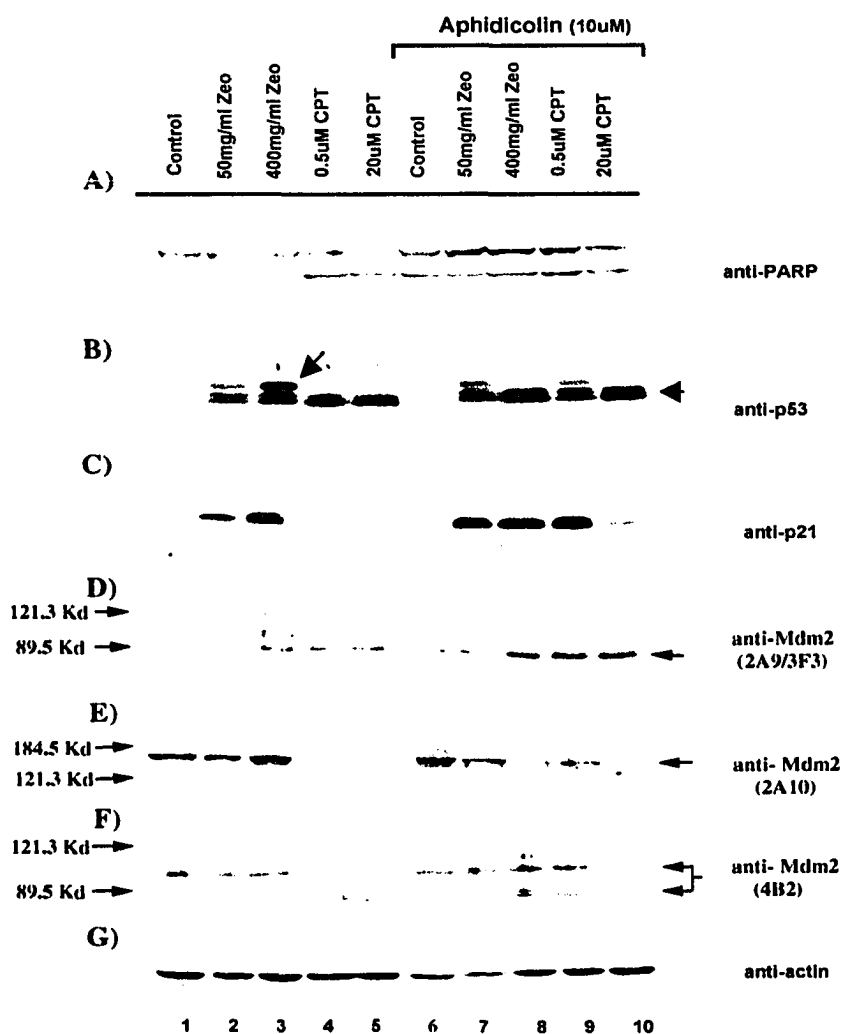 Aphidicolin (10uM)
Control
50mg/ml Zeo
400mg/ml Zeo
0.5uM CPT
20uM CPT
Control
50mg/ml Zeo
400mg/ml Zeo
0.5uM CPT
20uM CPT
A)
anti-PARP
B)
anti-p53
C)
anti-p21
D)
121.3 Kd
89.5 Kd
anti-Mdm2
(2A9/3F3)
E)
184.5 Kd
121.3 Kd
anti- Mdm2
(2A10)
F)
121.3 Kd
89.5 Kd
anti- Mdm2
(4B2)
G)
anti-actin
1 2 3 4 5 6 7 8 9 10